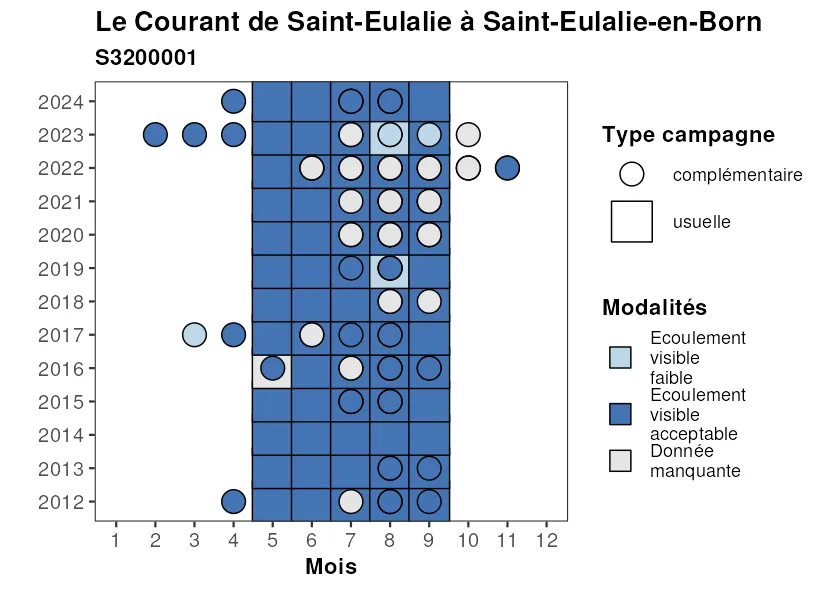 Le Courant de Saint-Eulalie à Saint-Eulalie-en-Born
S3200001
2024
2023
2022
2021
2020
2019
2018
2017
2016
2015
2014
2013
2012
1 2 3 4 5 6 7 8 9 10 11 12
Mois
Type campagne
complémentaire
usuelle
Modalités
Ecoulement
visible
faible
Ecoulement
visible
acceptable
Donnée
manquante